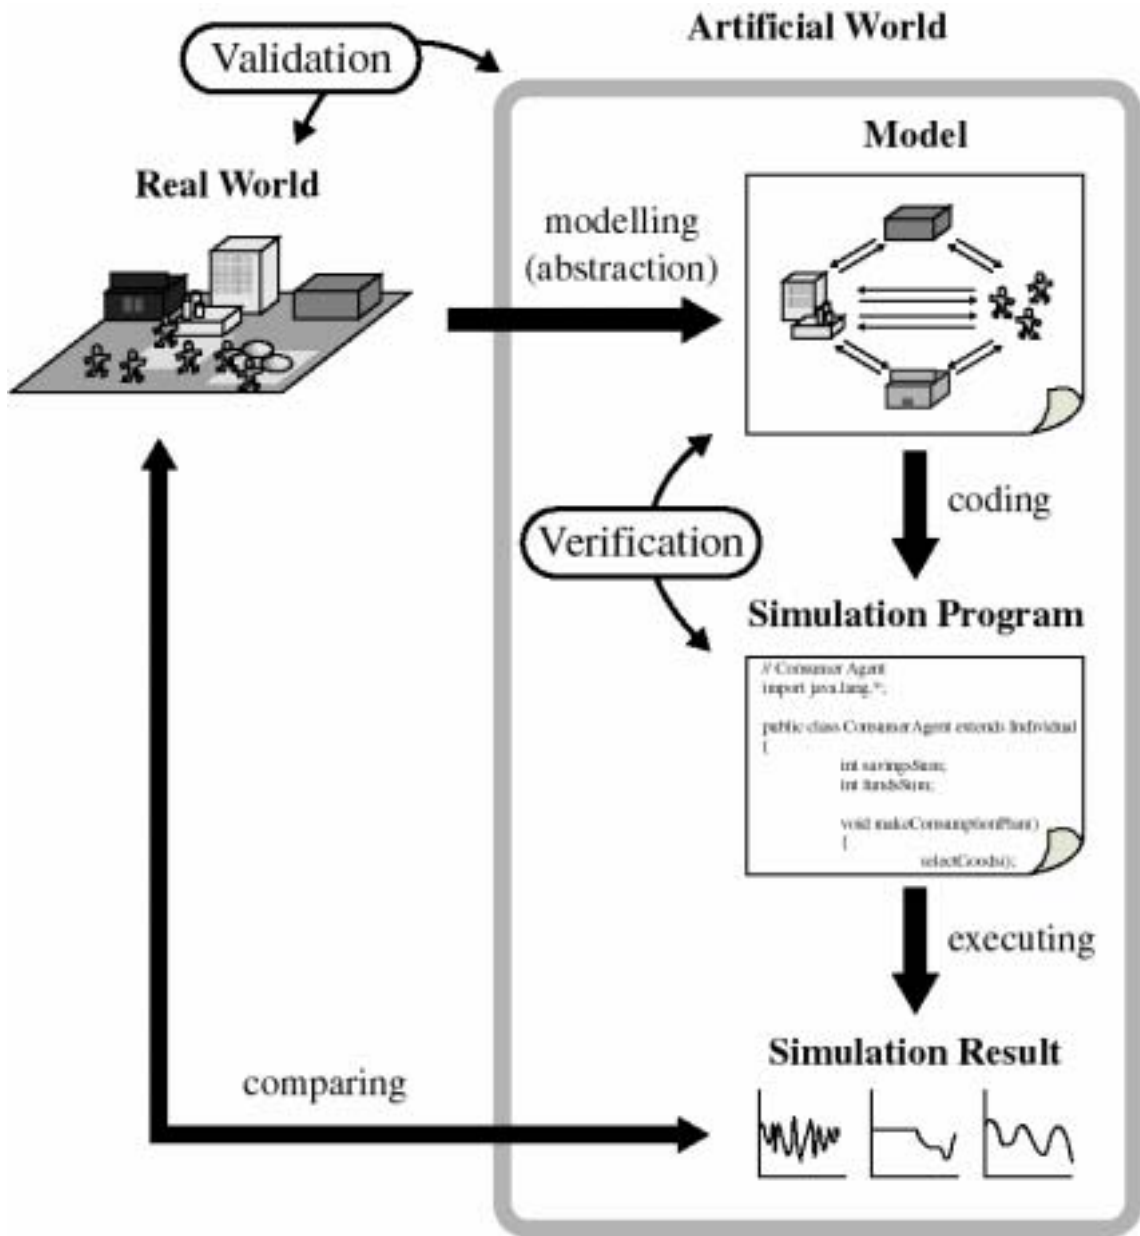 Artificial World
Validation
Model
Real World
modelling
(abstraction)
coding
Verification
Simulation Program
// Consumer Agent
import java.lang.*;
public class ConsumerAgent extends Individual
{
int savingsSum;
int fundsSum;
void makeConsumptionPlan()
{
selectGoods();
executing
Simulation Result
comparing